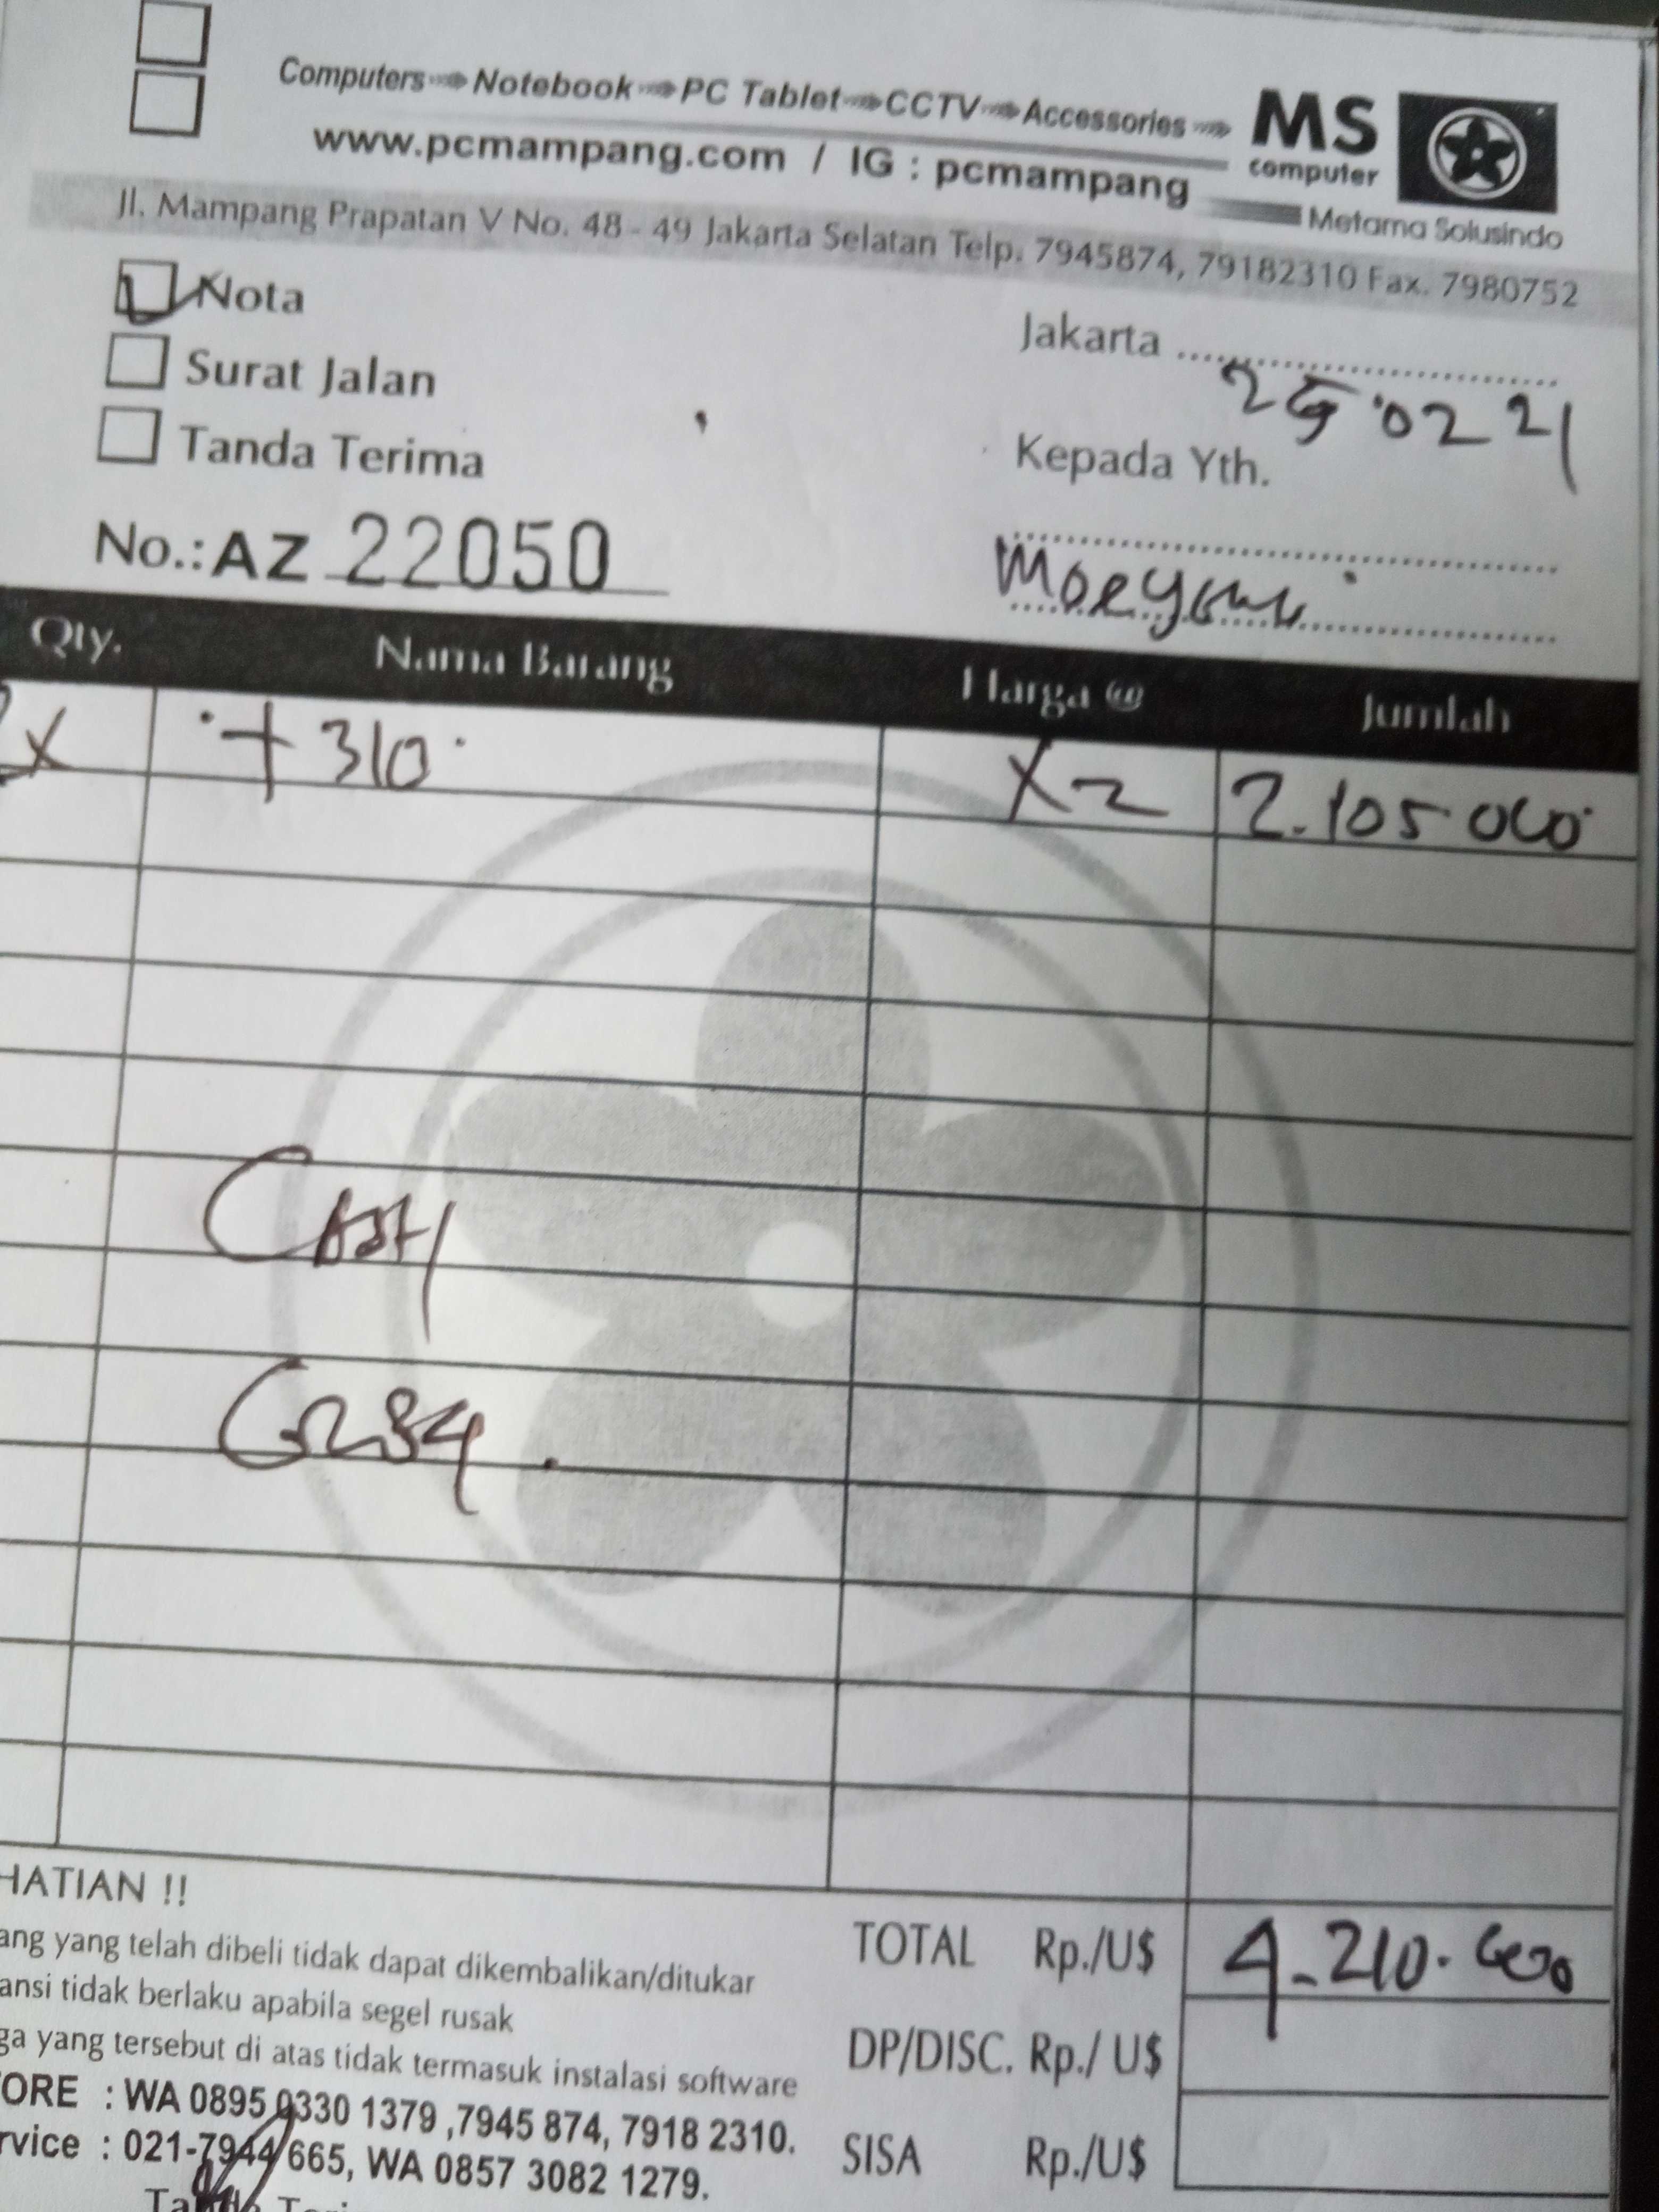 Computers Notebook PC Tablet CCTV Accessories
MS
computer
www.pcmampang.com / IG : pcmampang
Metama Solusindo
Jl. Mampang Prapatan V No. 48 - 49 Jakarta Selatan Telp. 7945874, 79182310 Fax. 7980752
Nota
Surat Jalan
Tanda Terima
No.: AZ 22050
Jakarta ..... 25 02 21
Kepada Yth.
Moeyani
Qty. Nama Barang Harga @ Jumlah
2x T 310 X2 2.105 000
CASH
HATIAN !!
ang yang telah dibeli tidak dapat dikembalikan/ditukar
ansi tidak berlaku apabila segel rusak
ga yang tersebut di atas tidak termasuk instalasi software
ORE : WA 0895 0330 1379 ,7945 874, 7918 2310.
rvice : 021-7944 665, WA 0857 3082 1279.
TOTAL Rp./U$ 4.210.000
DP/DISC. Rp./ U$
SISA Rp./U$